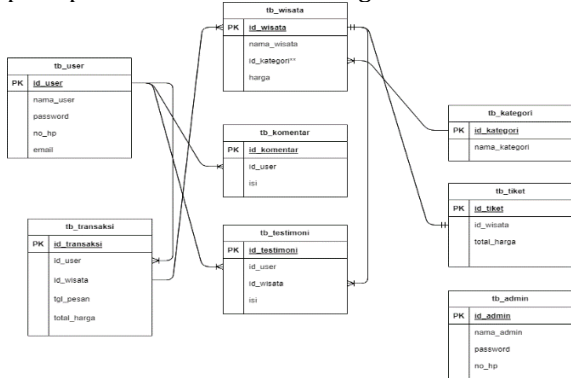 tb_wisata
PK id_wisata
nama_wisata
id_kategori**
harga
tb_user
PK id_user
nama_user
password
no_hp
email
tb_komentar
PK id_komentar
id_user
isi
tb_kategori
PK id_kategori
nama_kategori
tb_transaksi
PK id_transaksi
id_user
id_wisata
tgl_pesan
total_harga
tb_testimoni
PK id_testimoni
id_user
id_wisata
isi
tb_tiket
PK id_tiket
id_wisata
total_harga
tb_admin
PK id_admin
nama_admin
password
no_hp